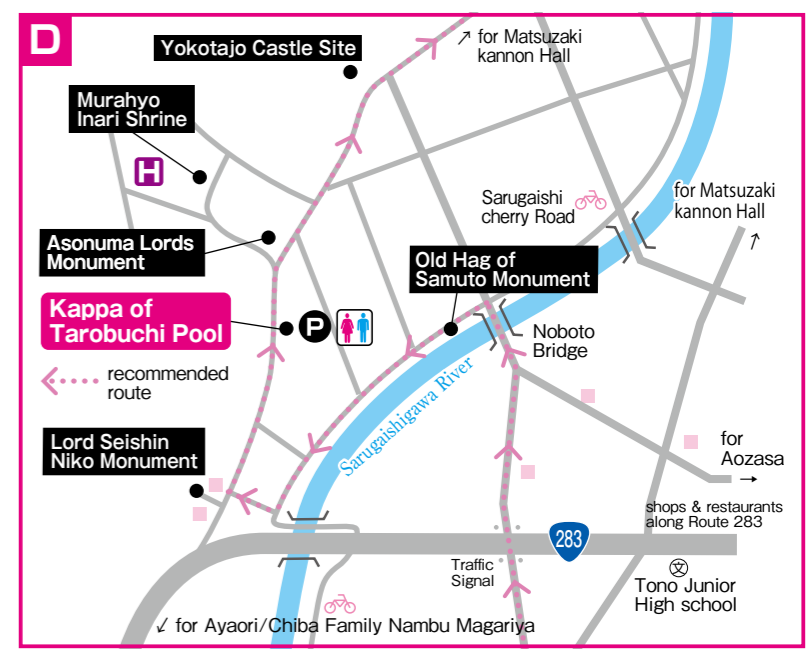 D
Yokotajo Castle Site
↗ for Matsuzaki
kannon Hall
Murahyo
Inari Shrine
H
Sarugaishi
cherry Road
for Matsuzaki
kannon Hall
↗
Asonuma Lords
Monument
Old Hag of
Samuto Monument
Kappa of
Tarobuchi Pool
P
Noboto
Bridge
recommended
route
Sarugaishigawa River
Lord Seishin
Niko Monument
for
Aozasa
→
shops & restaurants
along Route 283
283
Traffic
Signal
文
Tono Junior
High school
↙ for Ayaori/Chiba Family Nambu Magariya